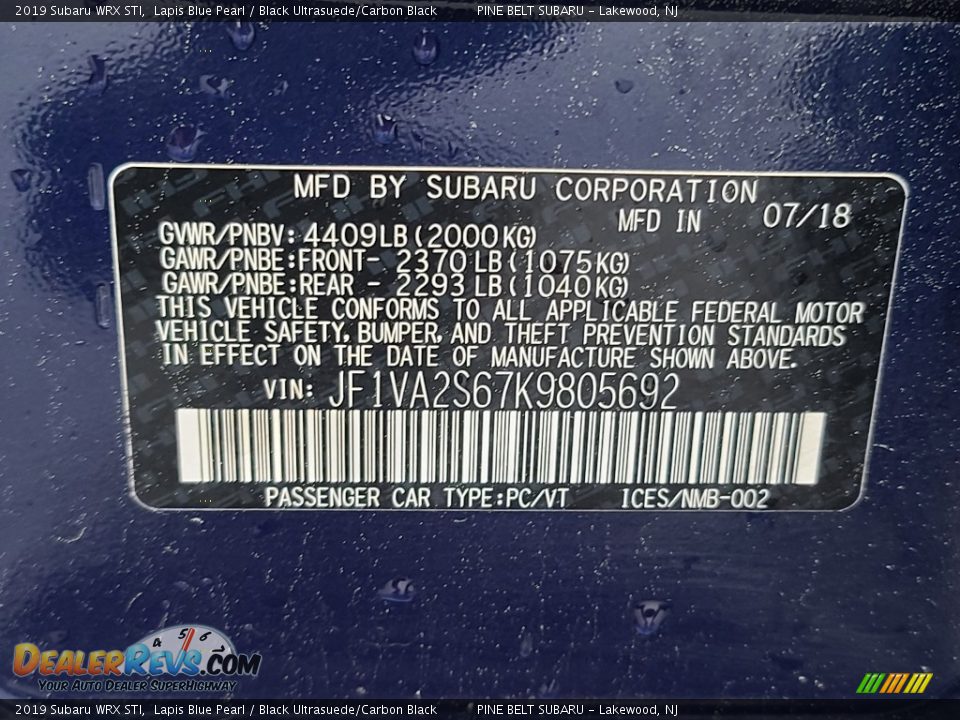 2019 Subaru WRX STI, Lapis Blue Pearl / Black Ultrasuede/Carbon Black PINE BELT SUBARU - Lakewood, NJ
MFD BY SUBARU CORPORATION
MFD IN 07/18
GVWR/PNBV: 4409LB(2000KG)
GAWR/PNBE:FRONT- 2370LB(1075KG)
GAWR/PNBE:REAR - 2293LB(1040KG)
THIS VEHICLE CONFORMS TO ALL APPLICABLE FEDERAL MOTOR
VEHICLE SAFETY, BUMPER, AND THEFT PREVENTION STANDARDS
IN EFFECT ON THE DATE OF MANUFACTURE SHOWN ABOVE.
VIN: JF1VA2S67K9805692
PASSENGER CAR TYPE:PC/VT ICES/NMB-002
4 5 6
DEALERREVS.COM
YOUR AUTO DEALER SUPERHIGHWAY
2019 Subaru WRX STI, Lapis Blue Pearl / Black Ultrasuede/Carbon Black PINE BELT SUBARU - Lakewood, NJ